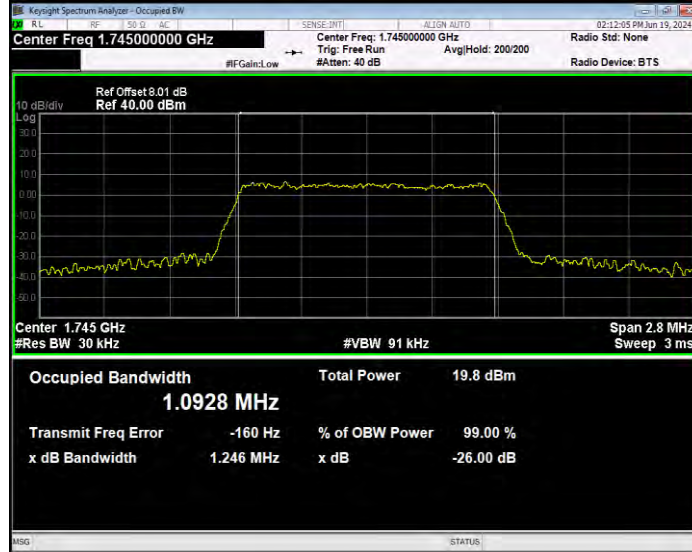 Keysight Spectrum Analyzer - Occupied BW
RL RF 50 Ω AC SENSE:INT ALIGN AUTO 02:12:05 PM Jun 19, 2024
Center Freq 1.745000000 GHz Center Freq: 1.745000000 GHz Radio Std: None
Trig: Free Run Avg|Hold: 200/200
#IFGain:Low #Atten: 40 dB Radio Device: BTS
Ref Offset 8.01 dB
10 dB/div Ref 40.00 dBm
Log
30.0
20.0
10.0
0.00
-10.0
-20.0
-30.0
-40.0
-50.0
Center 1.745 GHz Span 2.8 MHz
#Res BW 30 kHz #VBW 91 kHz Sweep 3 ms
Occupied Bandwidth Total Power 19.8 dBm
1.0928 MHz
Transmit Freq Error -160 Hz % of OBW Power 99.00 %
x dB Bandwidth 1.246 MHz x dB -26.00 dB
MSG STATUS